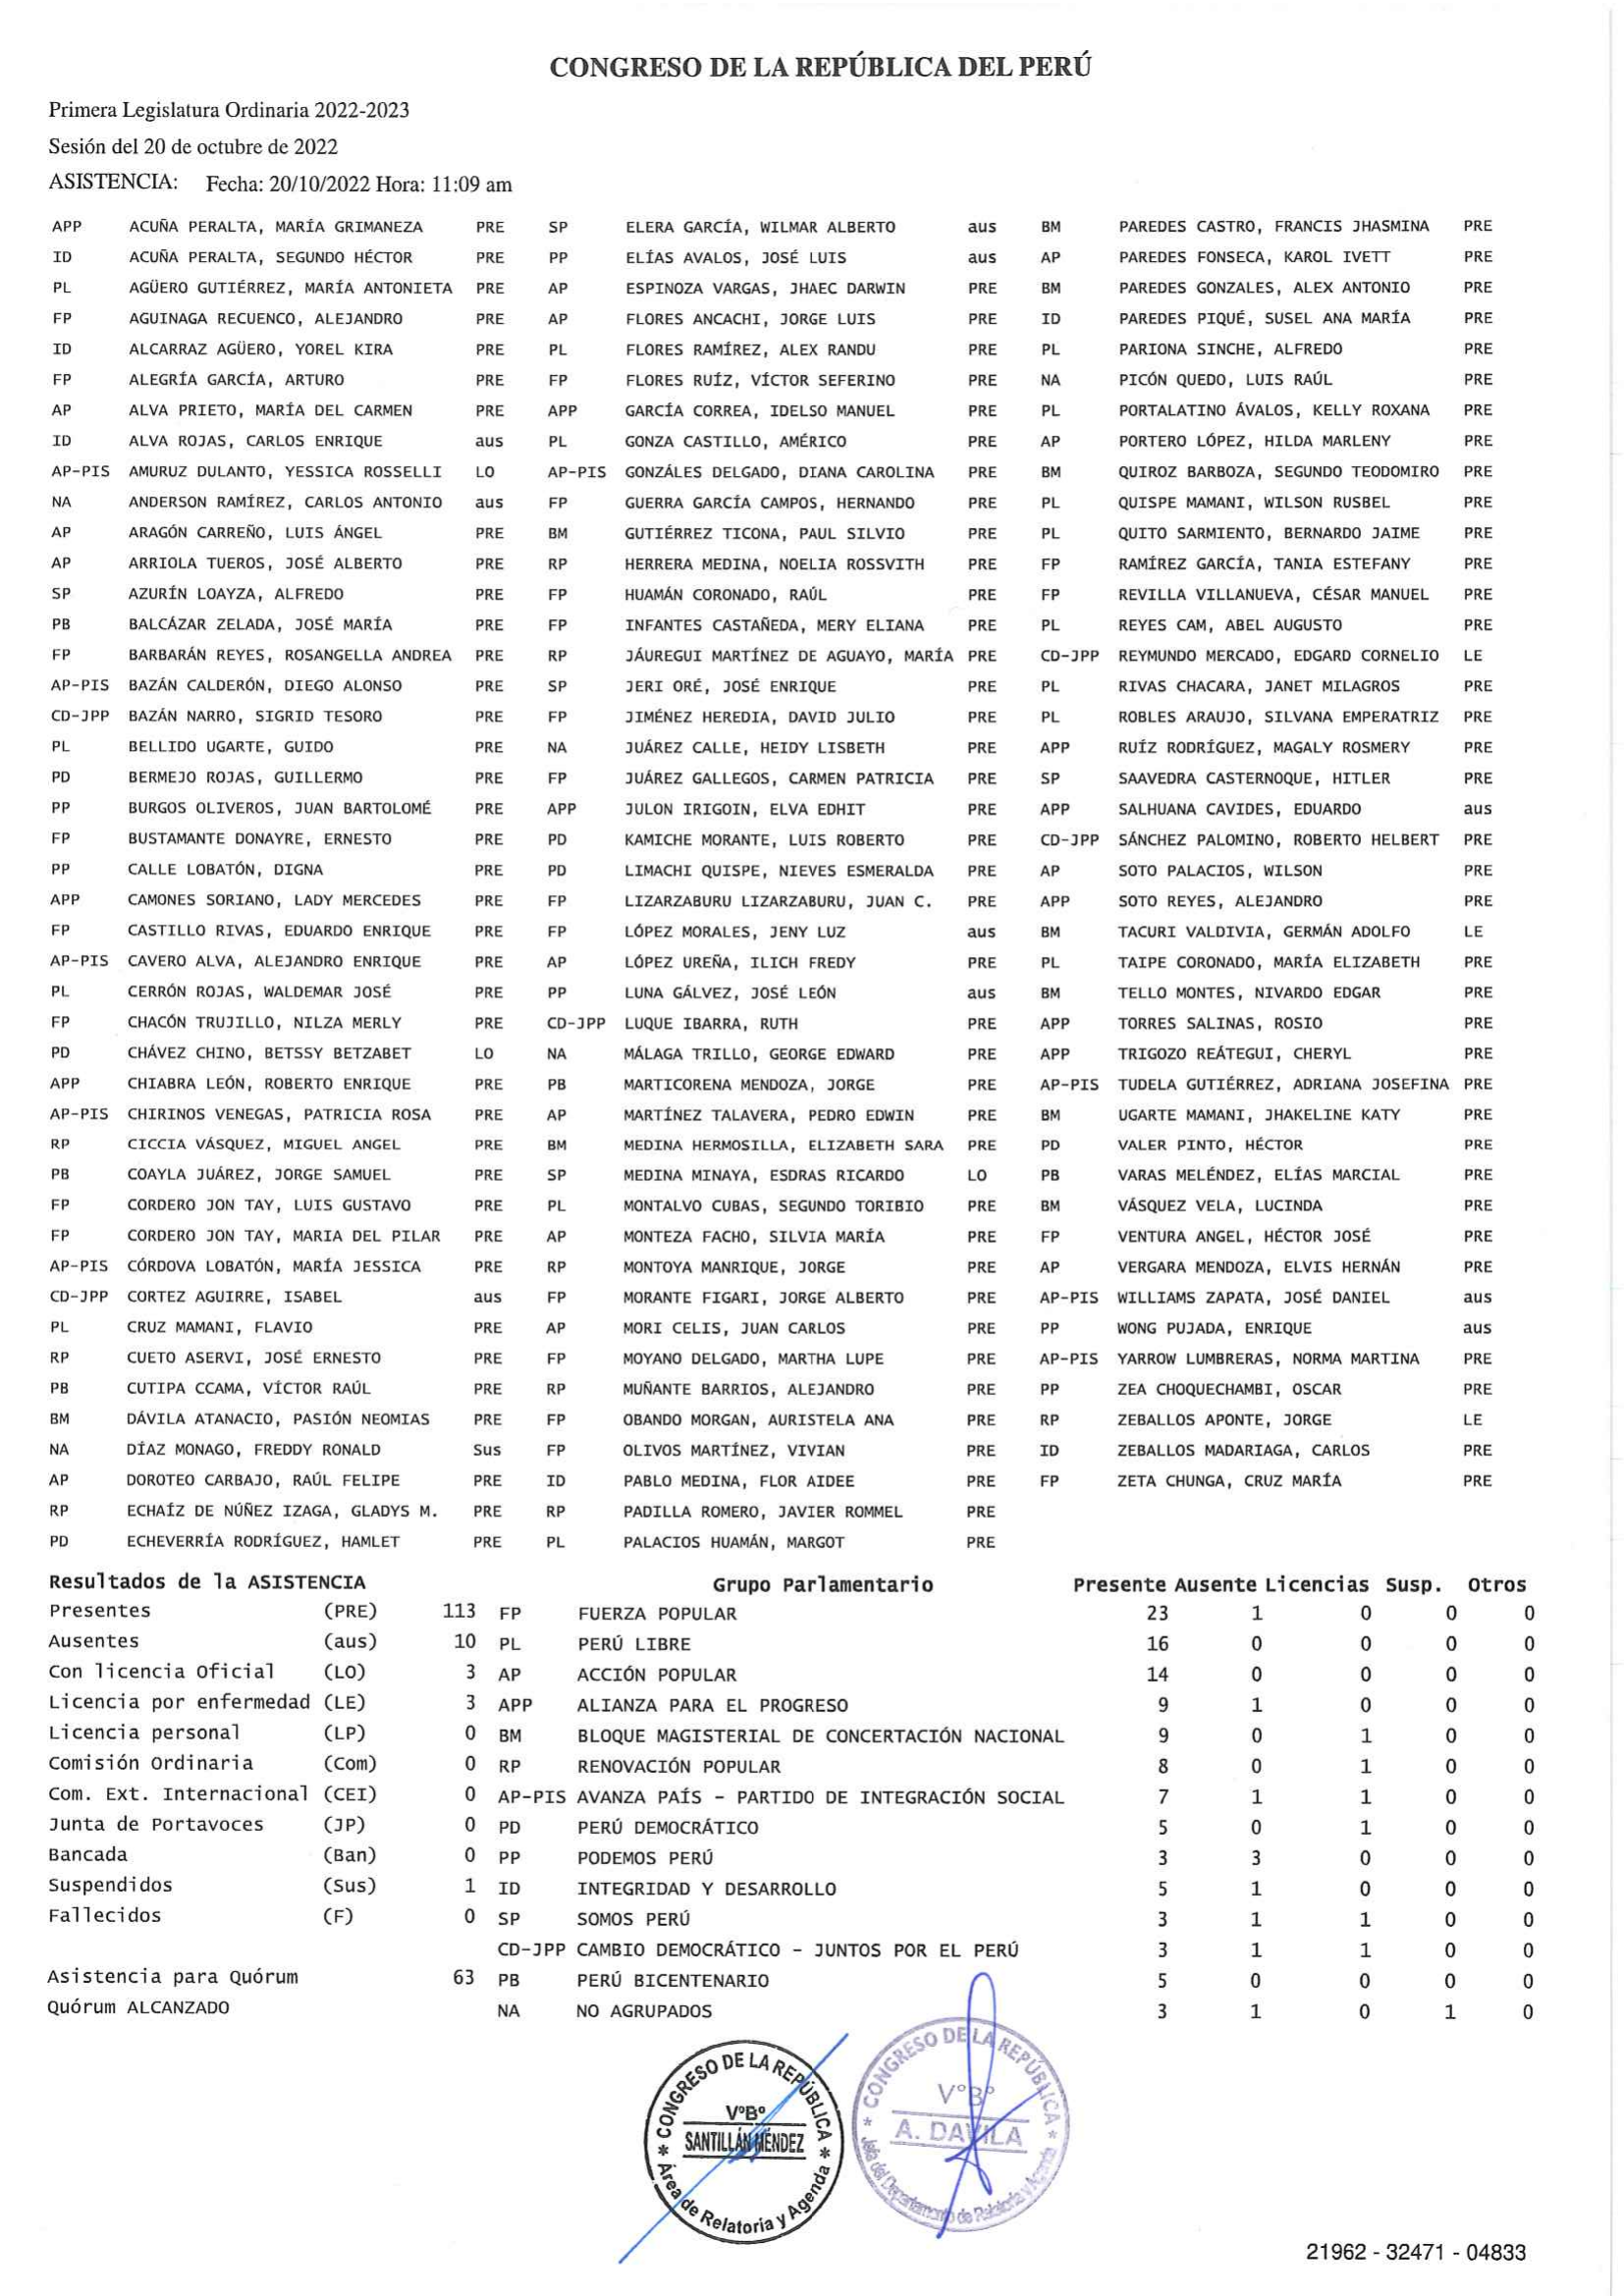 CONGRESO DE LA REPÚBLICA DEL PERÚ
Primera Legislatura Ordinaria 2022-2023
Sesión del 20 de octubre de 2022
ASISTENCIA: Fecha: 20/10/2022 Hora: 11:09 am
APP ACUÑA PERALTA, MARÍA GRIMANEZA PRE SP ELERA GARCÍA, WILMAR ALBERTO aus BM PAREDES CASTRO, FRANCIS JHASMINA PRE
ID ACUÑA PERALTA, SEGUNDO HÉCTOR PRE PP ELÍAS AVALOS, JOSÉ LUIS aus AP PAREDES FONSECA, KAROL IVETT PRE
PL AGÜERO GUTIÉRREZ, MARÍA ANTONIETA PRE AP ESPINOZA VARGAS, JHAEC DARWIN PRE BM PAREDES GONZALES, ALEX ANTONIO PRE
FP AGUINAGA RECUENCO, ALEJANDRO PRE AP FLORES ANCACHI, JORGE LUIS PRE ID PAREDES PIQUÉ, SUSEL ANA MARÍA PRE
ID ALCARRAZ AGÜERO, YOREL KIRA PRE PL FLORES RAMÍREZ, ALEX RANDU PRE PL PARIONA SINCHE, ALFREDO PRE
FP ALEGRÍA GARCÍA, ARTURO PRE FP FLORES RUÍZ, VÍCTOR SEFERINO PRE NA PICÓN QUEDO, LUIS RAÚL PRE
AP ALVA PRIETO, MARÍA DEL CARMEN PRE APP GARCÍA CORREA, IDELSO MANUEL PRE PL PORTALATINO ÁVALOS, KELLY ROXANA PRE
ID ALVA ROJAS, CARLOS ENRIQUE aus PL GONZA CASTILLO, AMÉRICO PRE AP PORTERO LÓPEZ, HILDA MARLENY PRE
AP-PIS AMURUZ DULANTO, YESSICA ROSSELLI LO AP-PIS GONZÁLES DELGADO, DIANA CAROLINA PRE BM QUIROZ BARBOZA, SEGUNDO TEODOMIRO PRE
NA ANDERSON RAMÍREZ, CARLOS ANTONIO aus FP GUERRA GARCÍA CAMPOS, HERNANDO PRE PL QUISPE MAMANI, WILSON RUSBEL PRE
AP ARAGÓN CARREÑO, LUIS ÁNGEL PRE BM GUTIÉRREZ TICONA, PAUL SILVIO PRE PL QUITO SARMIENTO, BERNARDO JAIME PRE
AP ARRIOLA TUEROS, JOSÉ ALBERTO PRE RP HERRERA MEDINA, NOELIA ROSSVITH PRE FP RAMÍREZ GARCÍA, TANIA ESTEFANY PRE
SP AZURÍN LOAYZA, ALFREDO PRE FP HUAMÁN CORONADO, RAÚL PRE FP REVILLA VILLANUEVA, CÉSAR MANUEL PRE
PB BALCÁZAR ZELADA, JOSÉ MARÍA PRE FP INFANTES CASTAÑEDA, MERY ELIANA PRE PL REYES CAM, ABEL AUGUSTO PRE
FP BARBARÁN REYES, ROSANGELLA ANDREA PRE RP JÁUREGUI MARTÍNEZ DE AGUAYO, MARÍA PRE CD-JPP REYMUNDO MERCADO, EDGARD CORNELIO LE
AP-PIS BAZÁN CALDERÓN, DIEGO ALONSO PRE SP JERI ORÉ, JOSÉ ENRIQUE PRE PL RIVAS CHACARA, JANET MILAGROS PRE
CD-JPP BAZÁN NARRO, SIGRID TESORO PRE FP JIMÉNEZ HEREDIA, DAVID JULIO PRE PL ROBLES ARAUJO, SILVANA EMPERATRIZ PRE
PL BELLIDO UGARTE, GUIDO PRE NA JUÁREZ CALLE, HEIDY LISBETH PRE APP RUÍZ RODRÍGUEZ, MAGALY ROSMERY PRE
PD BERMEJO ROJAS, GUILLERMO PRE FP JUÁREZ GALLEGOS, CARMEN PATRICIA PRE SP SAAVEDRA CASTERNOQUE, HITLER PRE
PP BURGOS OLIVEROS, JUAN BARTOLOMÉ PRE APP JULON IRIGOIN, ELVA EDHIT PRE APP SALHUANA CAVIDES, EDUARDO aus
FP BUSTAMANTE DONAYRE, ERNESTO PRE PD KAMICHE MORANTE, LUIS ROBERTO PRE CD-JPP SÁNCHEZ PALOMINO, ROBERTO HELBERT PRE
PP CALLE LOBATÓN, DIGNA PRE PD LIMACHI QUISPE, NIEVES ESMERALDA PRE AP SOTO PALACIOS, WILSON PRE
APP CAMONES SORIANO, LADY MERCEDES PRE FP LIZARZABURU LIZARZABURU, JUAN C. PRE APP SOTO REYES, ALEJANDRO PRE
FP CASTILLO RIVAS, EDUARDO ENRIQUE PRE FP LÓPEZ MORALES, JENY LUZ aus BM TACURI VALDIVIA, GERMÁN ADOLFO LE
AP-PIS CAVERO ALVA, ALEJANDRO ENRIQUE PRE AP LÓPEZ UREÑA, ILICH FREDY PRE PL TAIPE CORONADO, MARÍA ELIZABETH PRE
PL CERRÓN ROJAS, WALDEMAR JOSÉ PRE PP LUNA GÁLVEZ, JOSÉ LEÓN aus BM TELLO MONTES, NIVARDO EDGAR PRE
FP CHACÓN TRUJILLO, NILZA MERLY PRE CD-JPP LUQUE IBARRA, RUTH PRE APP TORRES SALINAS, ROSIO PRE
PD CHÁVEZ CHINO, BETSSY BETZABET LO NA MÁLAGA TRILLO, GEORGE EDWARD PRE APP TRIGOZO REÁTEGUI, CHERYL PRE
APP CHIABRA LEÓN, ROBERTO ENRIQUE PRE PB MARTICORENA MENDOZA, JORGE PRE AP-PIS TUDELA GUTIÉRREZ, ADRIANA JOSEFINA PRE
AP-PIS CHIRINOS VENEGAS, PATRICIA ROSA PRE AP MARTÍNEZ TALAVERA, PEDRO EDWIN PRE BM UGARTE MAMANI, JHAKELINE KATY PRE
RP CICCIA VÁSQUEZ, MIGUEL ANGEL PRE BM MEDINA HERMOSILLA, ELIZABETH SARA PRE PD VALER PINTO, HÉCTOR PRE
PB COAYLA JUÁREZ, JORGE SAMUEL PRE SP MEDINA MINAYA, ESDRAS RICARDO LO PB VARAS MELÉNDEZ, ELÍAS MARCIAL PRE
FP CORDERO JON TAY, LUIS GUSTAVO PRE PL MONTALVO CUBAS, SEGUNDO TORIBIO PRE BM VÁSQUEZ VELA, LUCINDA PRE
FP CORDERO JON TAY, MARIA DEL PILAR PRE AP MONTEZA FACHO, SILVIA MARÍA PRE FP VENTURA ANGEL, HÉCTOR JOSÉ PRE
AP-PIS CÓRDOVA LOBATÓN, MARÍA JESSICA PRE RP MONTOYA MANRIQUE, JORGE PRE AP VERGARA MENDOZA, ELVIS HERNÁN PRE
CD-JPP CORTEZ AGUIRRE, ISABEL aus FP MORANTE FIGARI, JORGE ALBERTO PRE AP-PIS WILLIAMS ZAPATA, JOSÉ DANIEL aus
PL CRUZ MAMANI, FLAVIO PRE AP MORI CELIS, JUAN CARLOS PRE PP WONG PUJADA, ENRIQUE aus
RP CUETO ASERVI, JOSÉ ERNESTO PRE FP MOYANO DELGADO, MARTHA LUPE PRE AP-PIS YARROW LUMBRERAS, NORMA MARTINA PRE
PB CUTIPA CCAMA, VÍCTOR RAÚL PRE RP MUÑANTE BARRIOS, ALEJANDRO PRE PP ZEA CHOQUECHAMBI, OSCAR PRE
BM DÁVILA ATANACIO, PASIÓN NEOMIAS PRE FP OBANDO MORGAN, AURISTELA ANA PRE RP ZEBALLOS APONTE, JORGE LE
NA DÍAZ MONAGO, FREDDY RONALD Sus FP OLIVOS MARTÍNEZ, VIVIAN PRE ID ZEBALLOS MADARIAGA, CARLOS PRE
AP DOROTEO CARBAJO, RAÚL FELIPE PRE ID PABLO MEDINA, FLOR AIDEE PRE FP ZETA CHUNGA, CRUZ MARÍA PRE
RP ECHAÍZ DE NÚÑEZ IZAGA, GLADYS M. PRE RP PADILLA ROMERO, JAVIER ROMMEL PRE
PD ECHEVERRÍA RODRÍGUEZ, HAMLET PRE PL PALACIOS HUAMÁN, MARGOT PRE
Resultados de la ASISTENCIA Grupo Parlamentario Presente Ausente Licencias Susp. Otros
Presentes (PRE) 113 FP FUERZA POPULAR 23 1 0 0 0
Ausentes (aus) 10 PL PERÚ LIBRE 16 0 0 0 0
Con licencia Oficial (LO) 3 AP ACCIÓN POPULAR 14 0 0 0 0
Licencia por enfermedad (LE) 3 APP ALIANZA PARA EL PROGRESO 9 1 0 0 0
Licencia personal (LP) 0 BM BLOQUE MAGISTERIAL DE CONCERTACIÓN NACIONAL 9 0 1 0 0
Comisión Ordinaria (Com) 0 RP RENOVACIÓN POPULAR 8 0 1 0 0
Com. Ext. Internacional (CEI) 0 AP-PIS AVANZA PAÍS - PARTIDO DE INTEGRACIÓN SOCIAL 7 1 1 0 0
Junta de Portavoces (JP) 0 PD PERÚ DEMOCRÁTICO 5 0 1 0 0
Bancada (Ban) 0 PP PODEMOS PERÚ 3 3 0 0 0
Suspendidos (Sus) 1 ID INTEGRIDAD Y DESARROLLO 5 1 0 0 0
Fallecidos (F) 0 SP SOMOS PERÚ 3 1 1 0 0
CD-JPP CAMBIO DEMOCRÁTICO - JUNTOS POR EL PERÚ 3 1 1 0 0
Asistencia para Quórum 63 PB PERÚ BICENTENARIO 5 0 0 0 0
Quórum ALCANZADO NA NO AGRUPADOS 3 1 0 1 0
* CONGRESO DE LA REPÚBLICA *
V°B°
SANTILLÁN MÉNDEZ
Área de Relatoría y Agenda
* CONGRESO DE LA REPÚBLICA *
V°B°
A. DAVILA
Jefa del Departamento de Relatoría y Agenda
21962 - 32471 - 04833